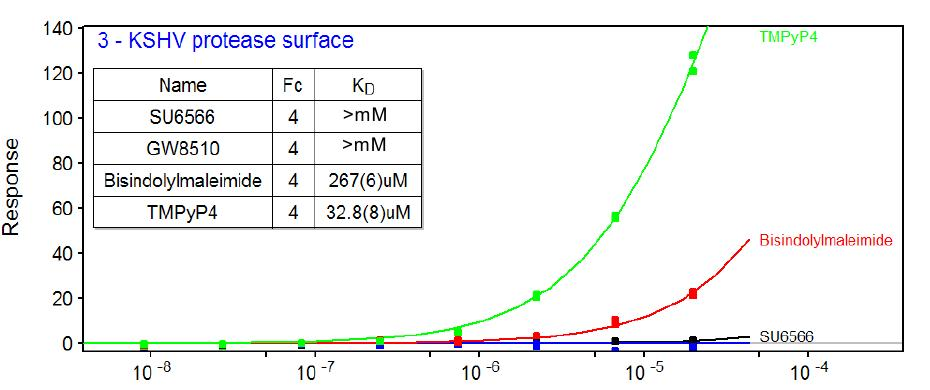 140
120
100
80
60
40
20
0
Response
3 - KSHV protease surface
Name Fc KD
SU6566 4 >mM
GW8510 4 >mM
Bisindolylmaleimide 4 267(6)uM
TMPyP4 4 32.8(8)uM
TMPyP4
Bisindolylmaleimide
SU6566
10 -8 10 -7 10 -6 10 -5 10 -4